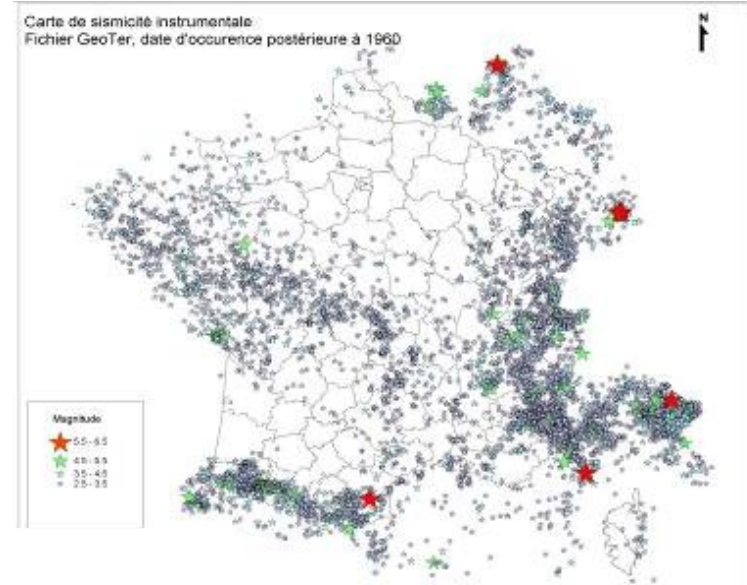 Carte de sismicité instrumentale
Fichier GeoTer, date d'occurence postérieure à 1960
N
Magnitude
5.5 - 6.5
4.5 - 5.5
3.5 - 4.5
2.5 - 3.5